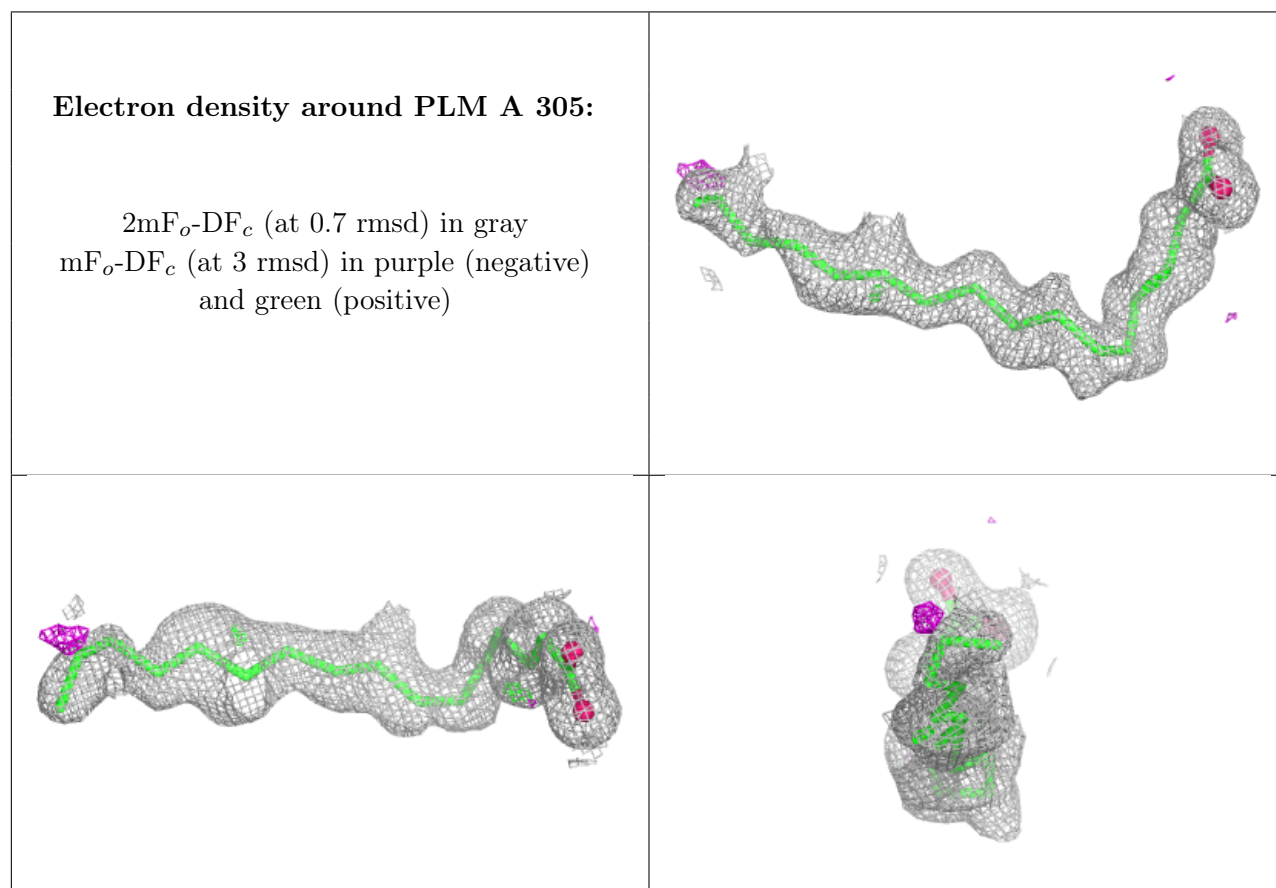 Electron density around PLM A 305:
2mFo-DFc (at 0.7 rmsd) in gray
mFo-DFc (at 3 rmsd) in purple (negative)
and green (positive)